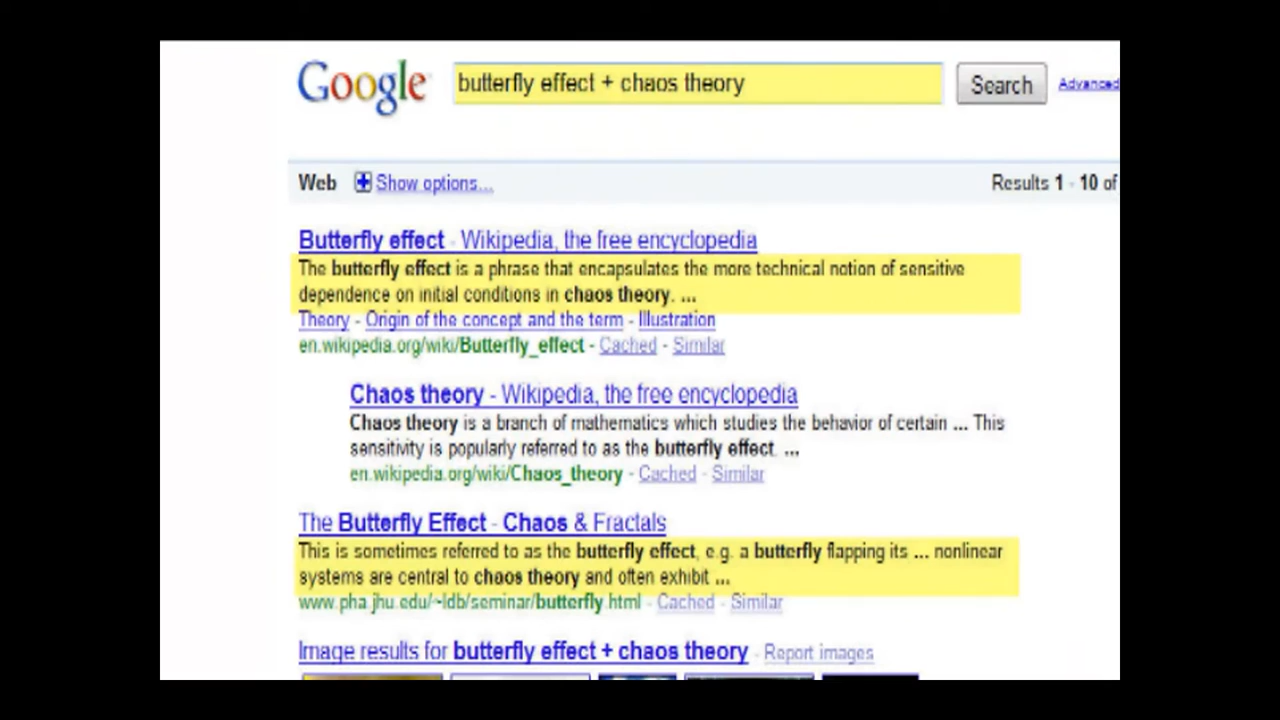 Google butterfly effect + chaos theory Search Advanced
Web Show options... Results 1 - 10 of
Butterfly effect - Wikipedia, the free encyclopedia
The butterfly effect is a phrase that encapsulates the more technical notion of sensitive
dependence on initial conditions in chaos theory. ...
Theory - Origin of the concept and the term - Illustration
en.wikipedia.org/wiki/Butterfly_effect - Cached - Similar
Chaos theory - Wikipedia, the free encyclopedia
Chaos theory is a branch of mathematics which studies the behavior of certain ... This
sensitivity is popularly referred to as the butterfly effect. ...
en.wikipedia.org/wiki/Chaos_theory - Cached - Similar
The Butterfly Effect - Chaos & Fractals
This is sometimes referred to as the butterfly effect, e.g. a butterfly flapping its ... nonlinear
systems are central to chaos theory and often exhibit ...
www.pha.jhu.edu/~ldb/seminar/butterfly.html - Cached - Similar
Image results for butterfly effect + chaos theory - Report images